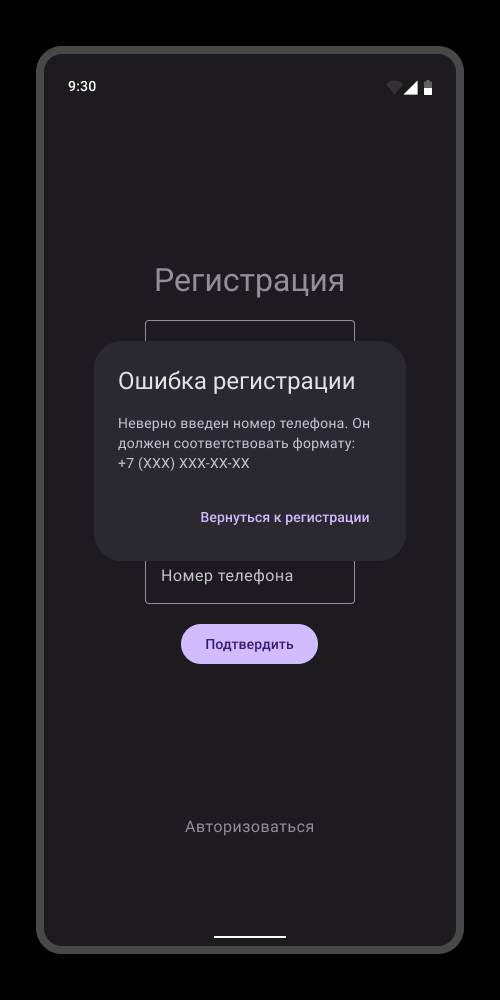 9:30
Регистрация
Ошибка регистрации
Неверно введен номер телефона. Он
должен соответствовать формату:
+7 (XXX) XXX-XX-XX
Вернуться к регистрации
Номер телефона
Подтвердить
Авторизоваться